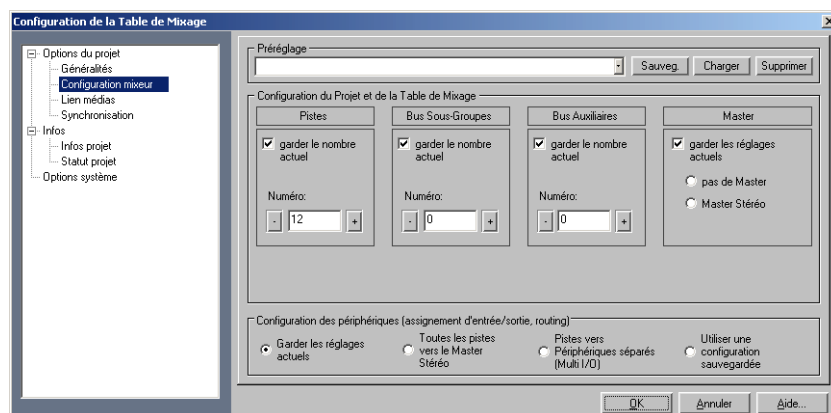 Configuration de la Table de Mixage
Options du projet
Généralités
Configuration mixeur
Lien médias
Synchronisation
Infos
Infos projet
Statut projet
Options système
Préréglage
Sauveg. Charger Supprimer
Configuration du Projet et de la Table de Mixage
Pistes Bus Sous-Groupes Bus Auxiliaires Master
garder le nombre actuel
garder le nombre actuel
garder le nombre actuel
garder les réglages actuels
pas de Master
Master Stéréo
Numéro: Numéro: Numéro:
- 12 + - 0 + - 0 +
Configuration des périphériques (assignement d'entrée/sortie, routing)
Garder les réglages actuels
Toutes les pistes vers le Master Stéréo
Pistes vers Périphériques séparés (Multi I/O)
Utiliser une configuration sauvegardée
OK Annuler Aide...